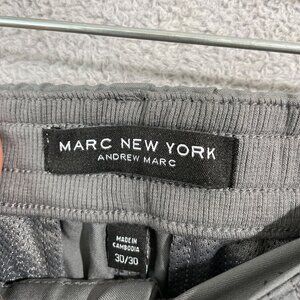 MARC NEW YORK
ANDREW MARC
MADE IN
CAMBODIA
30/30